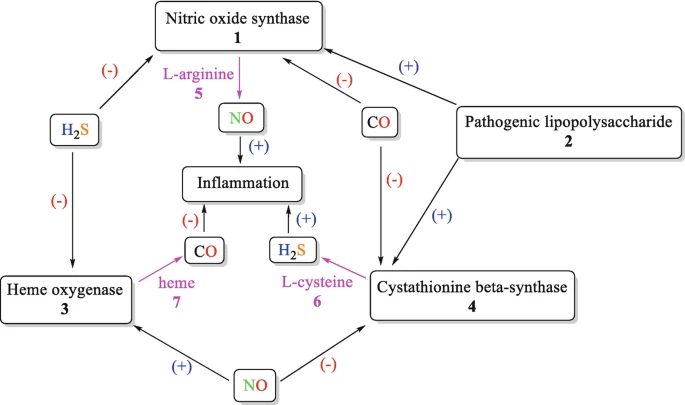 Nitric oxide synthase
1
(-)
L-arginine
5
(-)
(+)
H2S
NO
CO
Pathogenic lipopolysaccharide
2
(+)
Inflammation
(-)
(-)
(+)
(-)
(+)
CO
H2S
Heme oxygenase
3
heme
7
L-cysteine
6
Cystathionine beta-synthase
4
(+)
NO
(-)